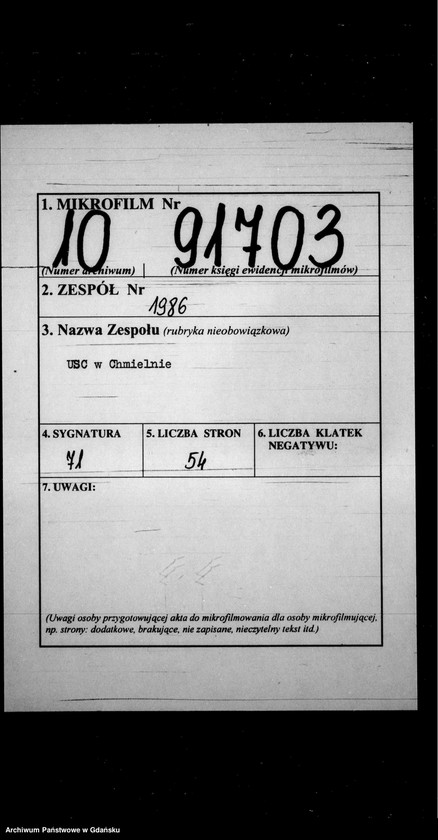 1. MIKROFILM Nr
10 91703
(Numer archiwum) (Numer księgi ewidencji mikrofilmów)
2. ZESPÓŁ Nr
1986
3. Nazwa Zespołu (rubryka nieobowiązkowa)
USC w Chmielnie
4. SYGNATURA 5. LICZBA STRON 6. LICZBA KLATEK
NEGATYWU:
71 54
7. UWAGI:
(Uwagi osoby przygotowującej akta do mikrofilmowania dla osoby mikrofilmującej,
np. strony: dodatkowe, brakujące, nie zapisane, nieczytelny tekst itd.)
Archiwum Państwowe w Gdańsku